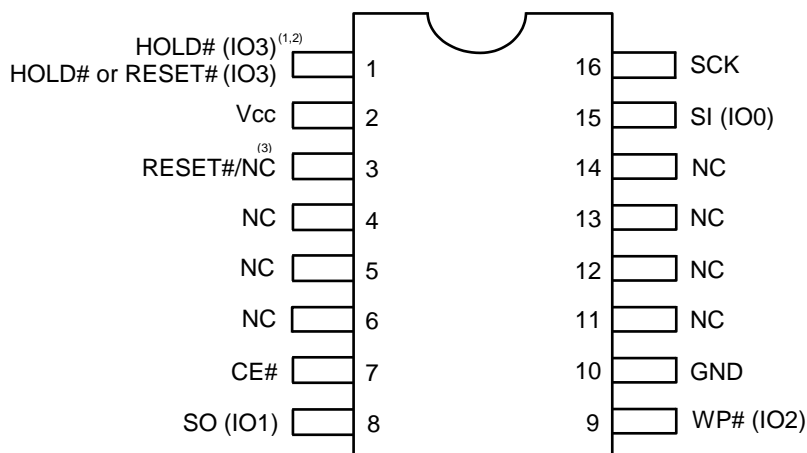 HOLD# (IO3)(1,2)
HOLD# or RESET# (IO3)
1
16
SCK
Vcc
2
15
SI (IO0)
RESET#/NC(3)
3
14
NC
NC
4
13
NC
NC
5
12
NC
NC
6
11
NC
CE#
7
10
GND
SO (IO1)
8
9
WP# (IO2)